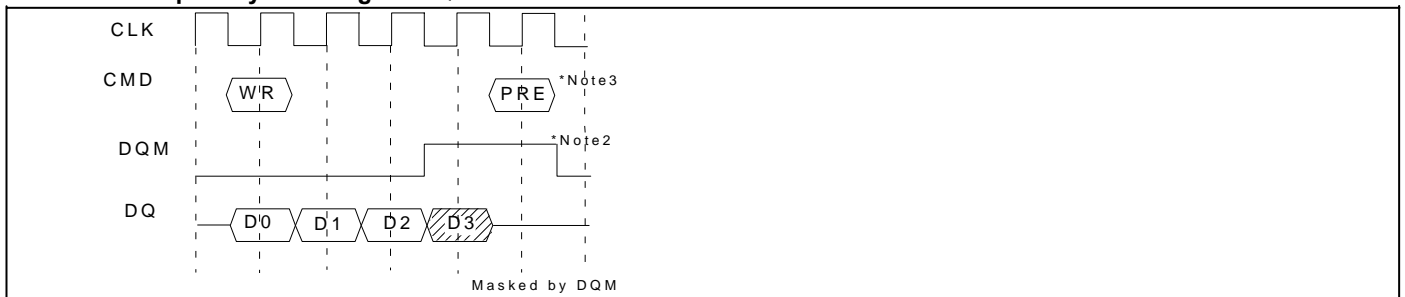 CLK
CMD WR PRE *Note3
DQM *Note2
DQ D0 D1 D2 D3
Masked by DQM